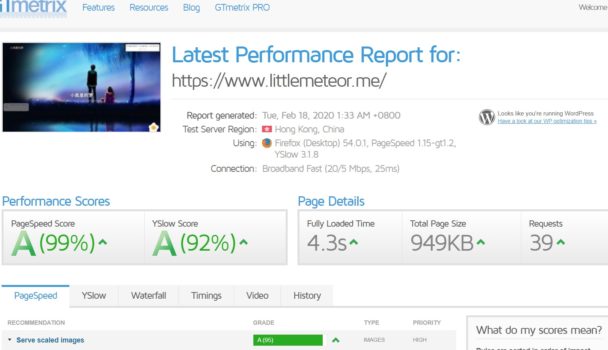 GTmetrix
Features Resources Blog GTmetrix PRO Welcome
Latest Performance Report for:
https://www.littlemeteor.me/
Report generated: Tue, Feb 18, 2020 1:33 AM +0800
Test Server Region: Hong Kong, China
Using: Firefox (Desktop) 54.0.1, PageSpeed 1.15-gt1.2,
YSlow 3.1.8
Connection: Broadband Fast (20/5 Mbps, 25ms)
Looks like you're running WordPress
Have a look at our WP optimization tips »
Performance Scores
PageSpeed Score
A (99%)
YSlow Score
A (92%)
Page Details
Fully Loaded Time
4.3s
Total Page Size
949KB
Requests
39
PageSpeed YSlow Waterfall Timings Video History
RECOMMENDATION GRADE TYPE PRIORITY
Serve scaled images A (95) IMAGES HIGH
What do my scores mean?